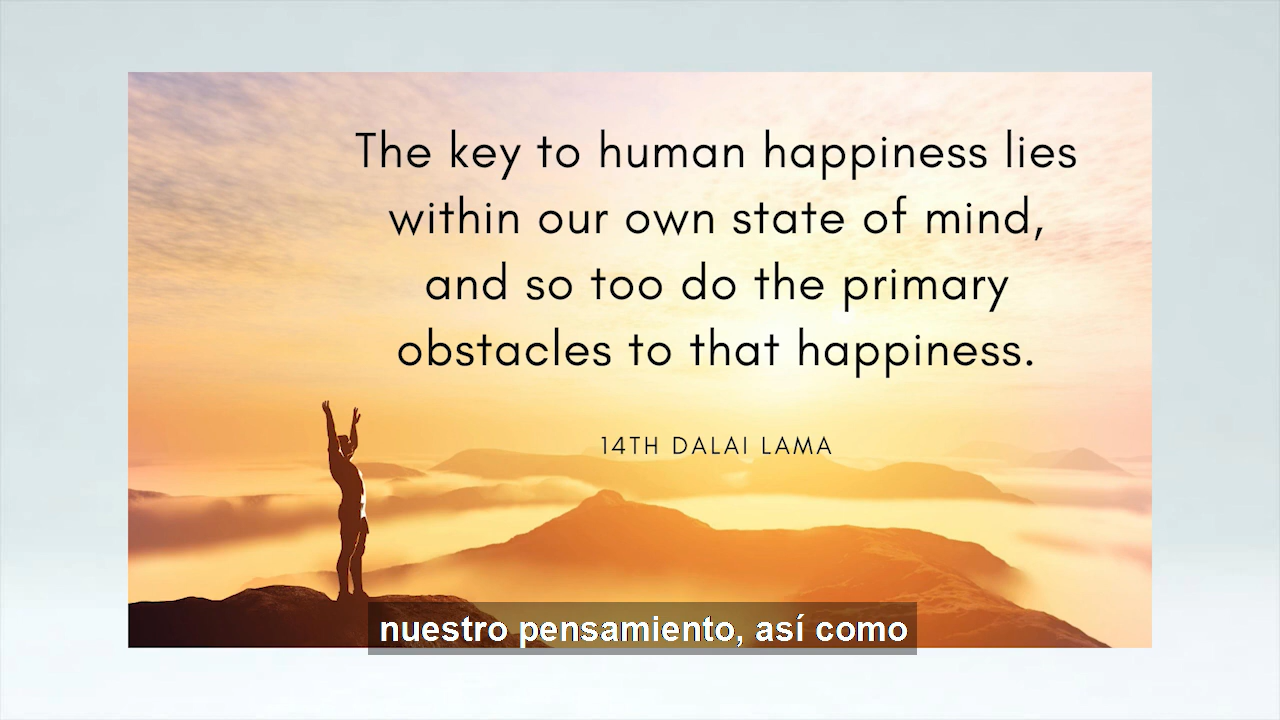 The key to human happiness lies
within our own state of mind,
and so too do the primary
obstacles to that happiness.
14TH DALAI LAMA
nuestro pensamiento, así como